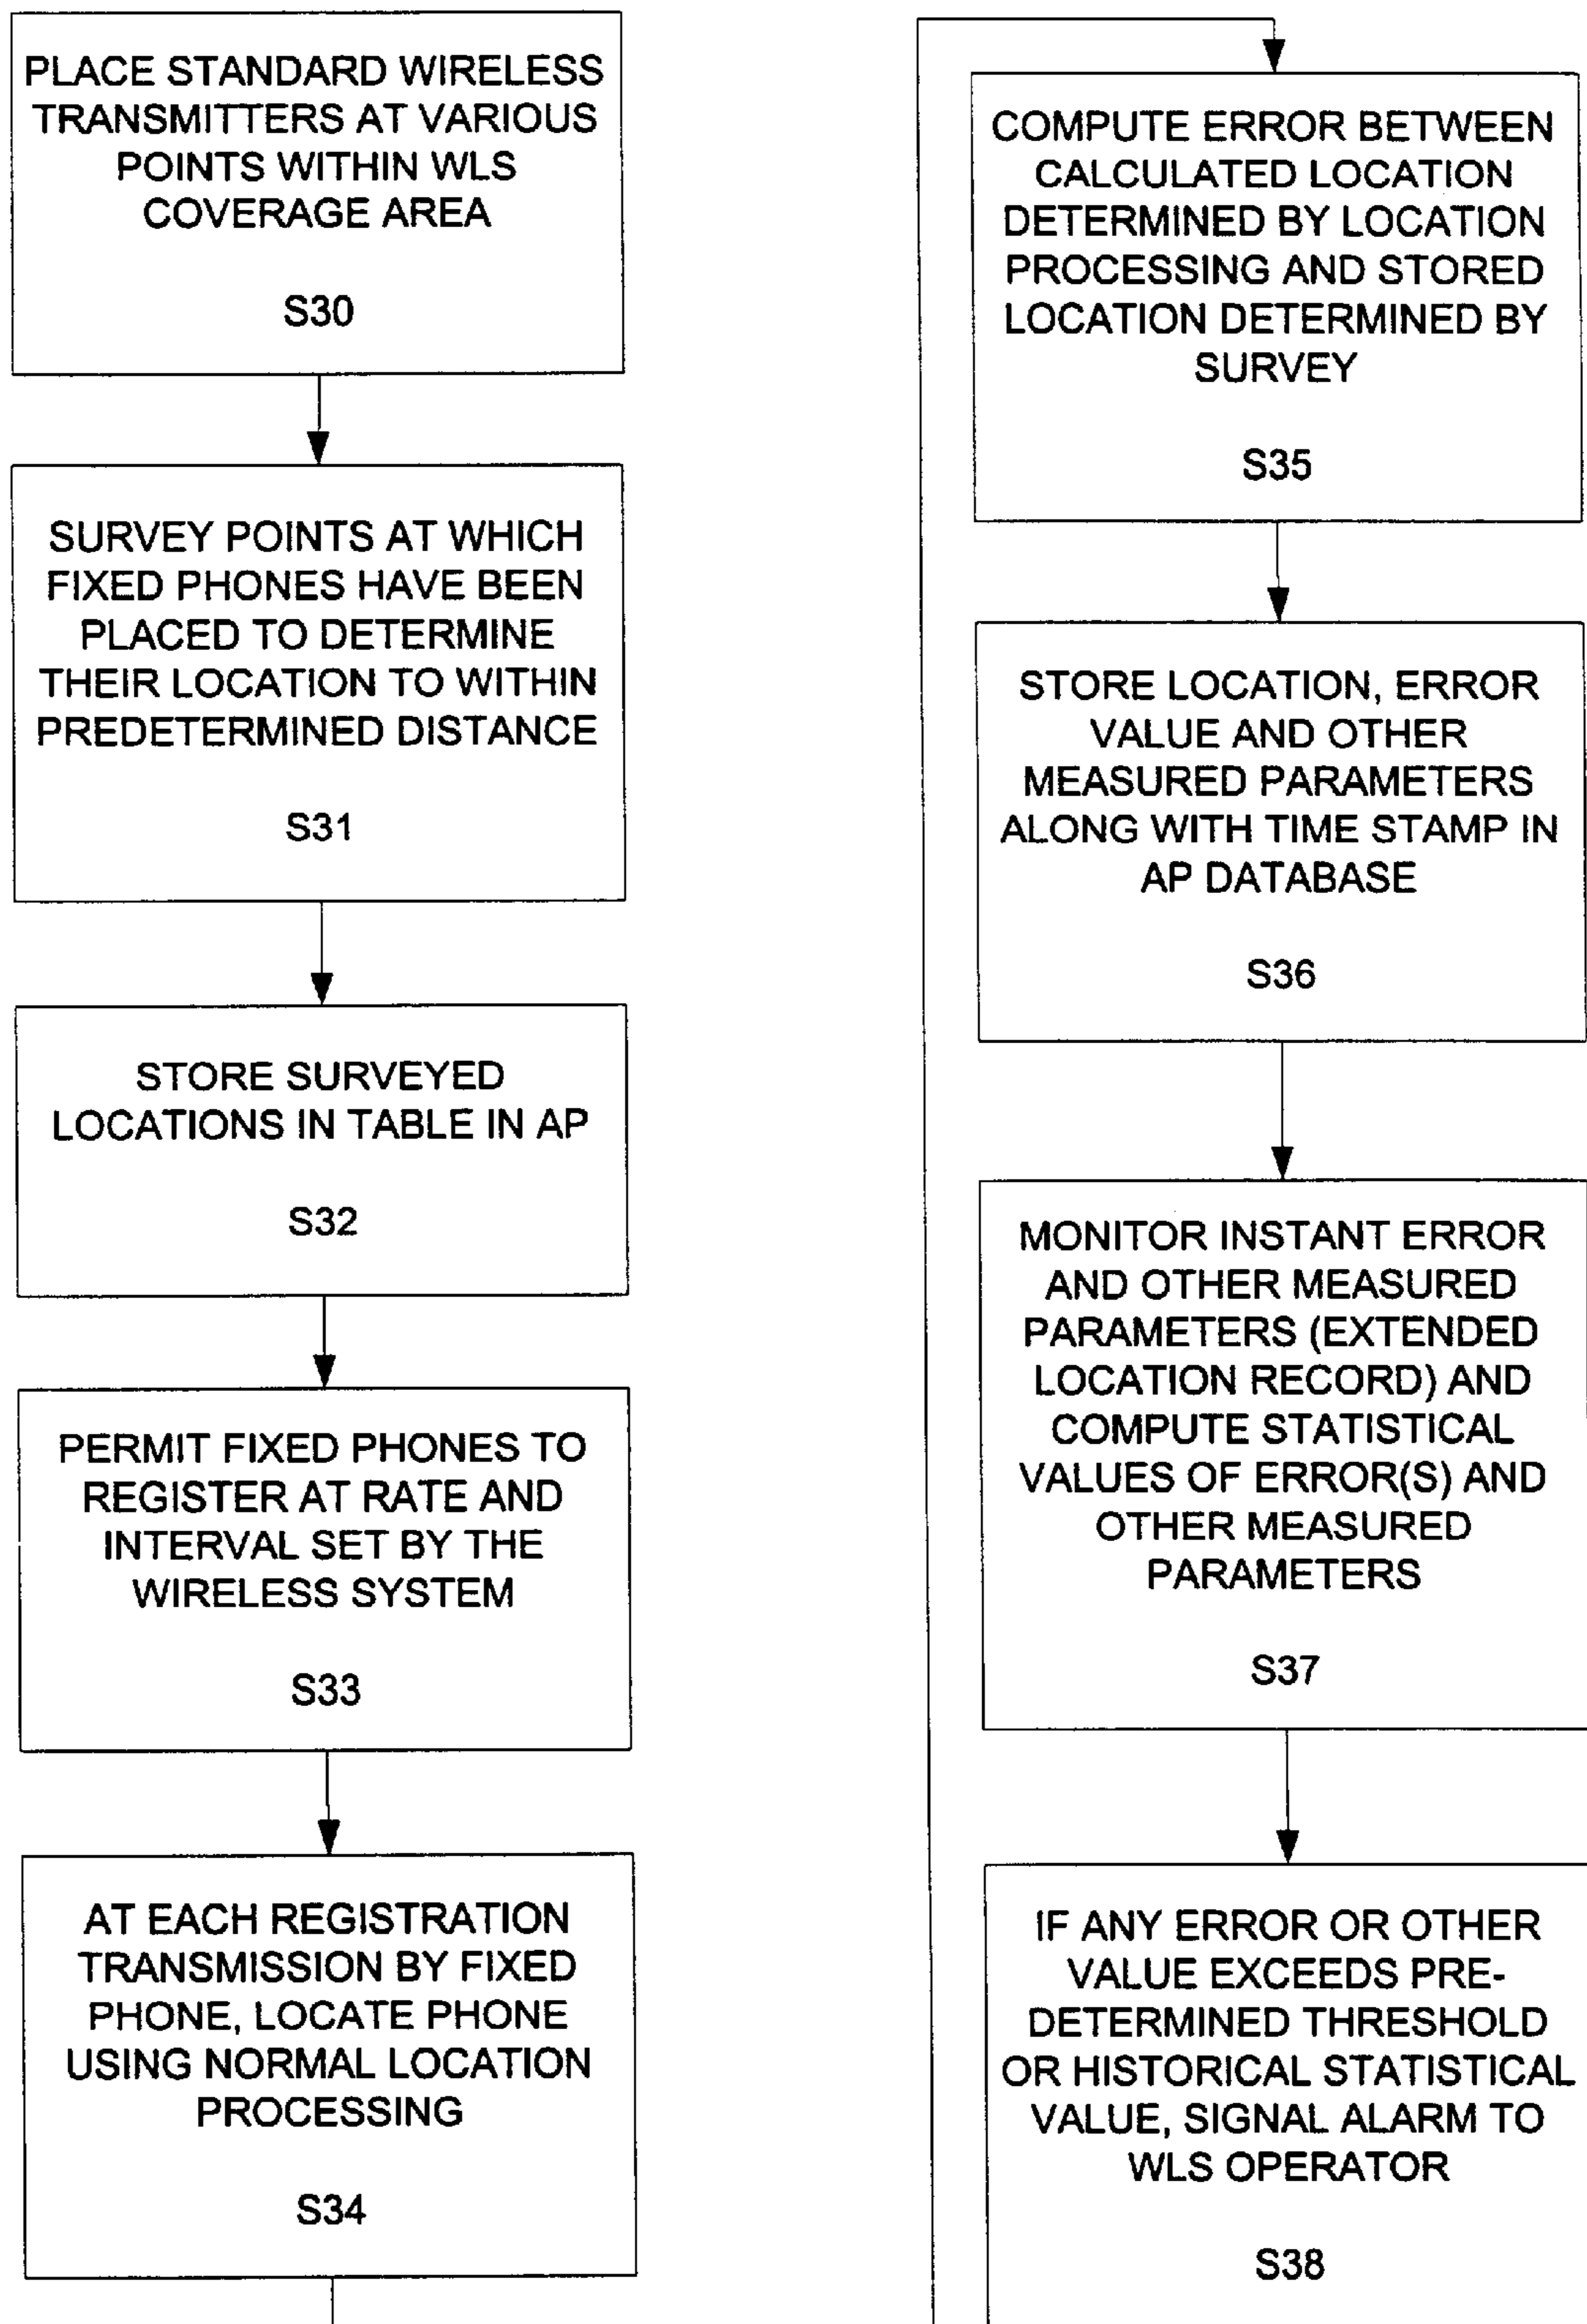 PLACE STANDARD WIRELESS
TRANSMITTERS AT VARIOUS
POINTS WITHIN WLS
COVERAGE AREA
S30
SURVEY POINTS AT WHICH
FIXED PHONES HAVE BEEN
PLACED TO DETERMINE
THEIR LOCATION TO WITHIN
PREDETERMINED DISTANCE
S31
STORE SURVEYED
LOCATIONS IN TABLE IN AP
S32
PERMIT FIXED PHONES TO
REGISTER AT RATE AND
INTERVAL SET BY THE
WIRELESS SYSTEM
S33
AT EACH REGISTRATION
TRANSMISSION BY FIXED
PHONE, LOCATE PHONE
USING NORMAL LOCATION
PROCESSING
S34
COMPUTE ERROR BETWEEN
CALCULATED LOCATION
DETERMINED BY LOCATION
PROCESSING AND STORED
LOCATION DETERMINED BY
SURVEY
S35
STORE LOCATION, ERROR
VALUE AND OTHER
MEASURED PARAMETERS
ALONG WITH TIME STAMP IN
AP DATABASE
S36
MONITOR INSTANT ERROR
AND OTHER MEASURED
PARAMETERS (EXTENDED
LOCATION RECORD) AND
COMPUTE STATISTICAL
VALUES OF ERROR(S) AND
OTHER MEASURED
PARAMETERS
S37
IF ANY ERROR OR OTHER
VALUE EXCEEDS PRE-
DETERMINED THRESHOLD
OR HISTORICAL STATISTICAL
VALUE, SIGNAL ALARM TO
WLS OPERATOR
S38